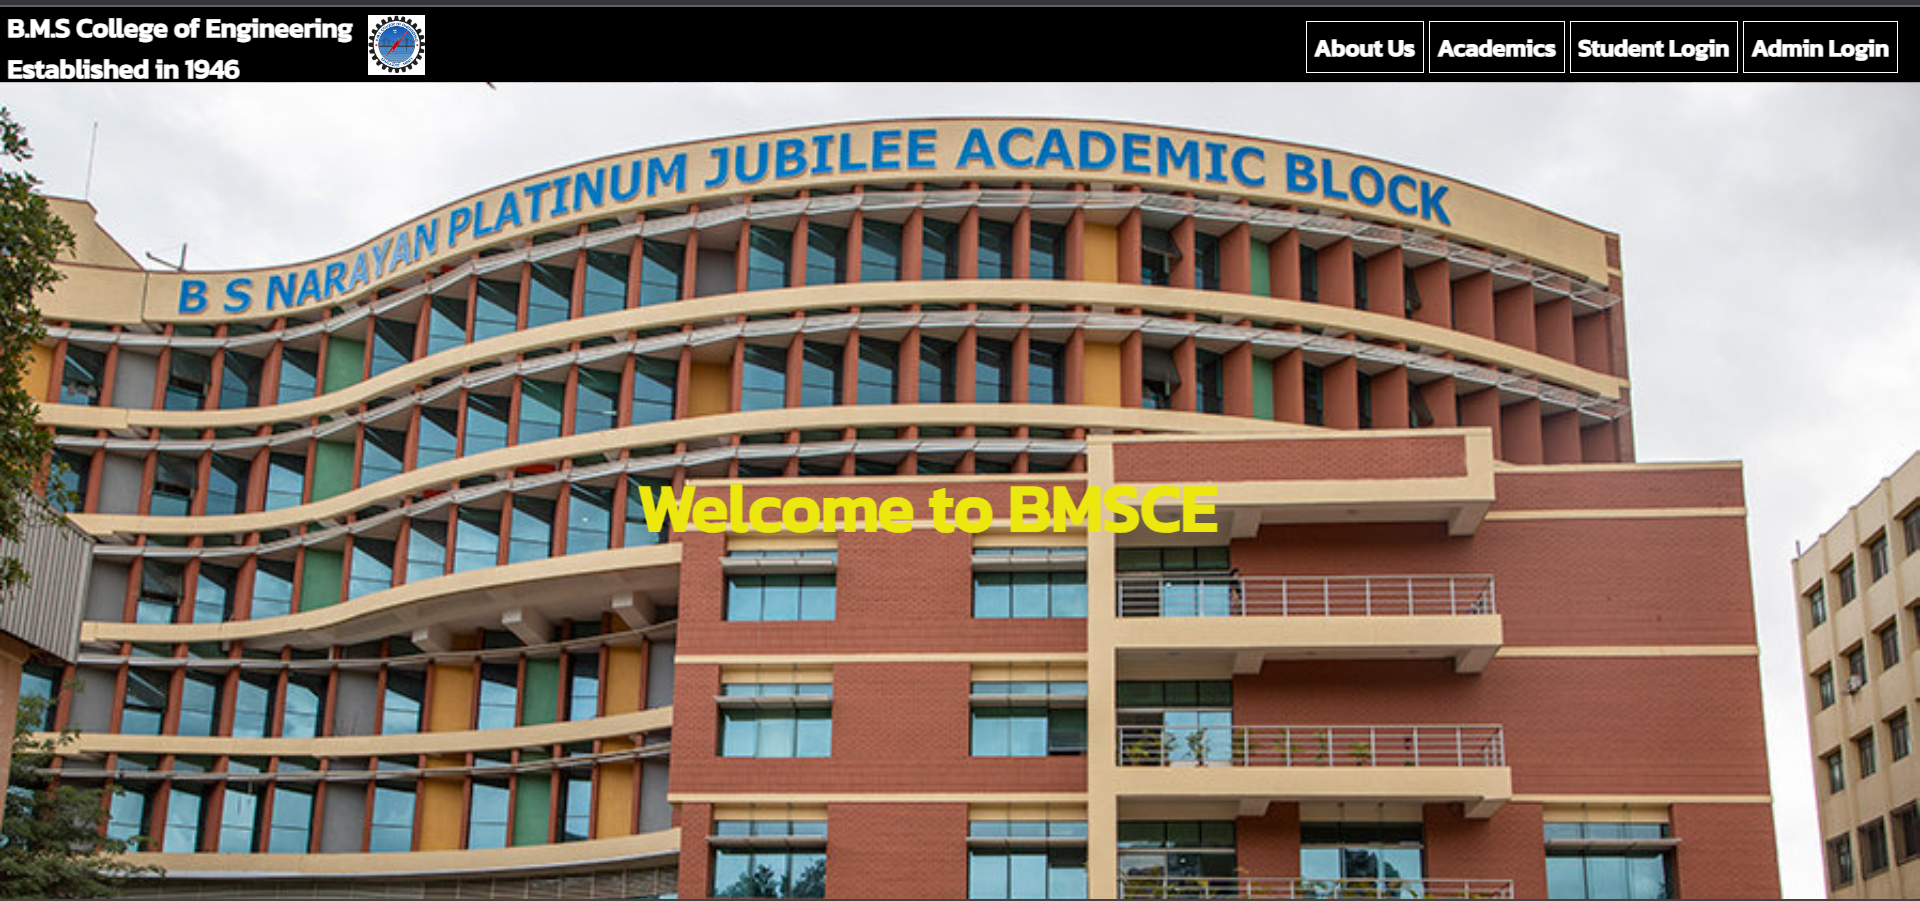 B.M.S College of Engineering
Established in 1946
About Us
Academics
Student Login
Admin Login
B S NARAYAN PLATINUM JUBILEE ACADEMIC BLOCK
Welcome to BMSCE